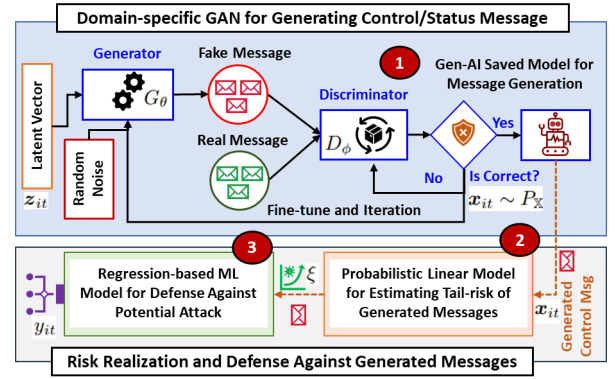 Domain-specific GAN for Generating Control/Status Message
Generator
Fake Message
1
Gen-AI Saved Model for
Message Generation
Latent Vector
G_θ
Discriminator
Real Message
D_ϕ
Yes
Random
Noise
No
Is Correct?
z_it
Fine-tune and Iteration
x_it ∼ P_𝕏
3
2
Regression-based ML
Model for Defense Against
Potential Attack
ξ
Probabilistic Linear Model
for Estimating Tail-risk of
Generated Messages
Generated
Control Msg
x_it
y_it
Risk Realization and Defense Against Generated Messages